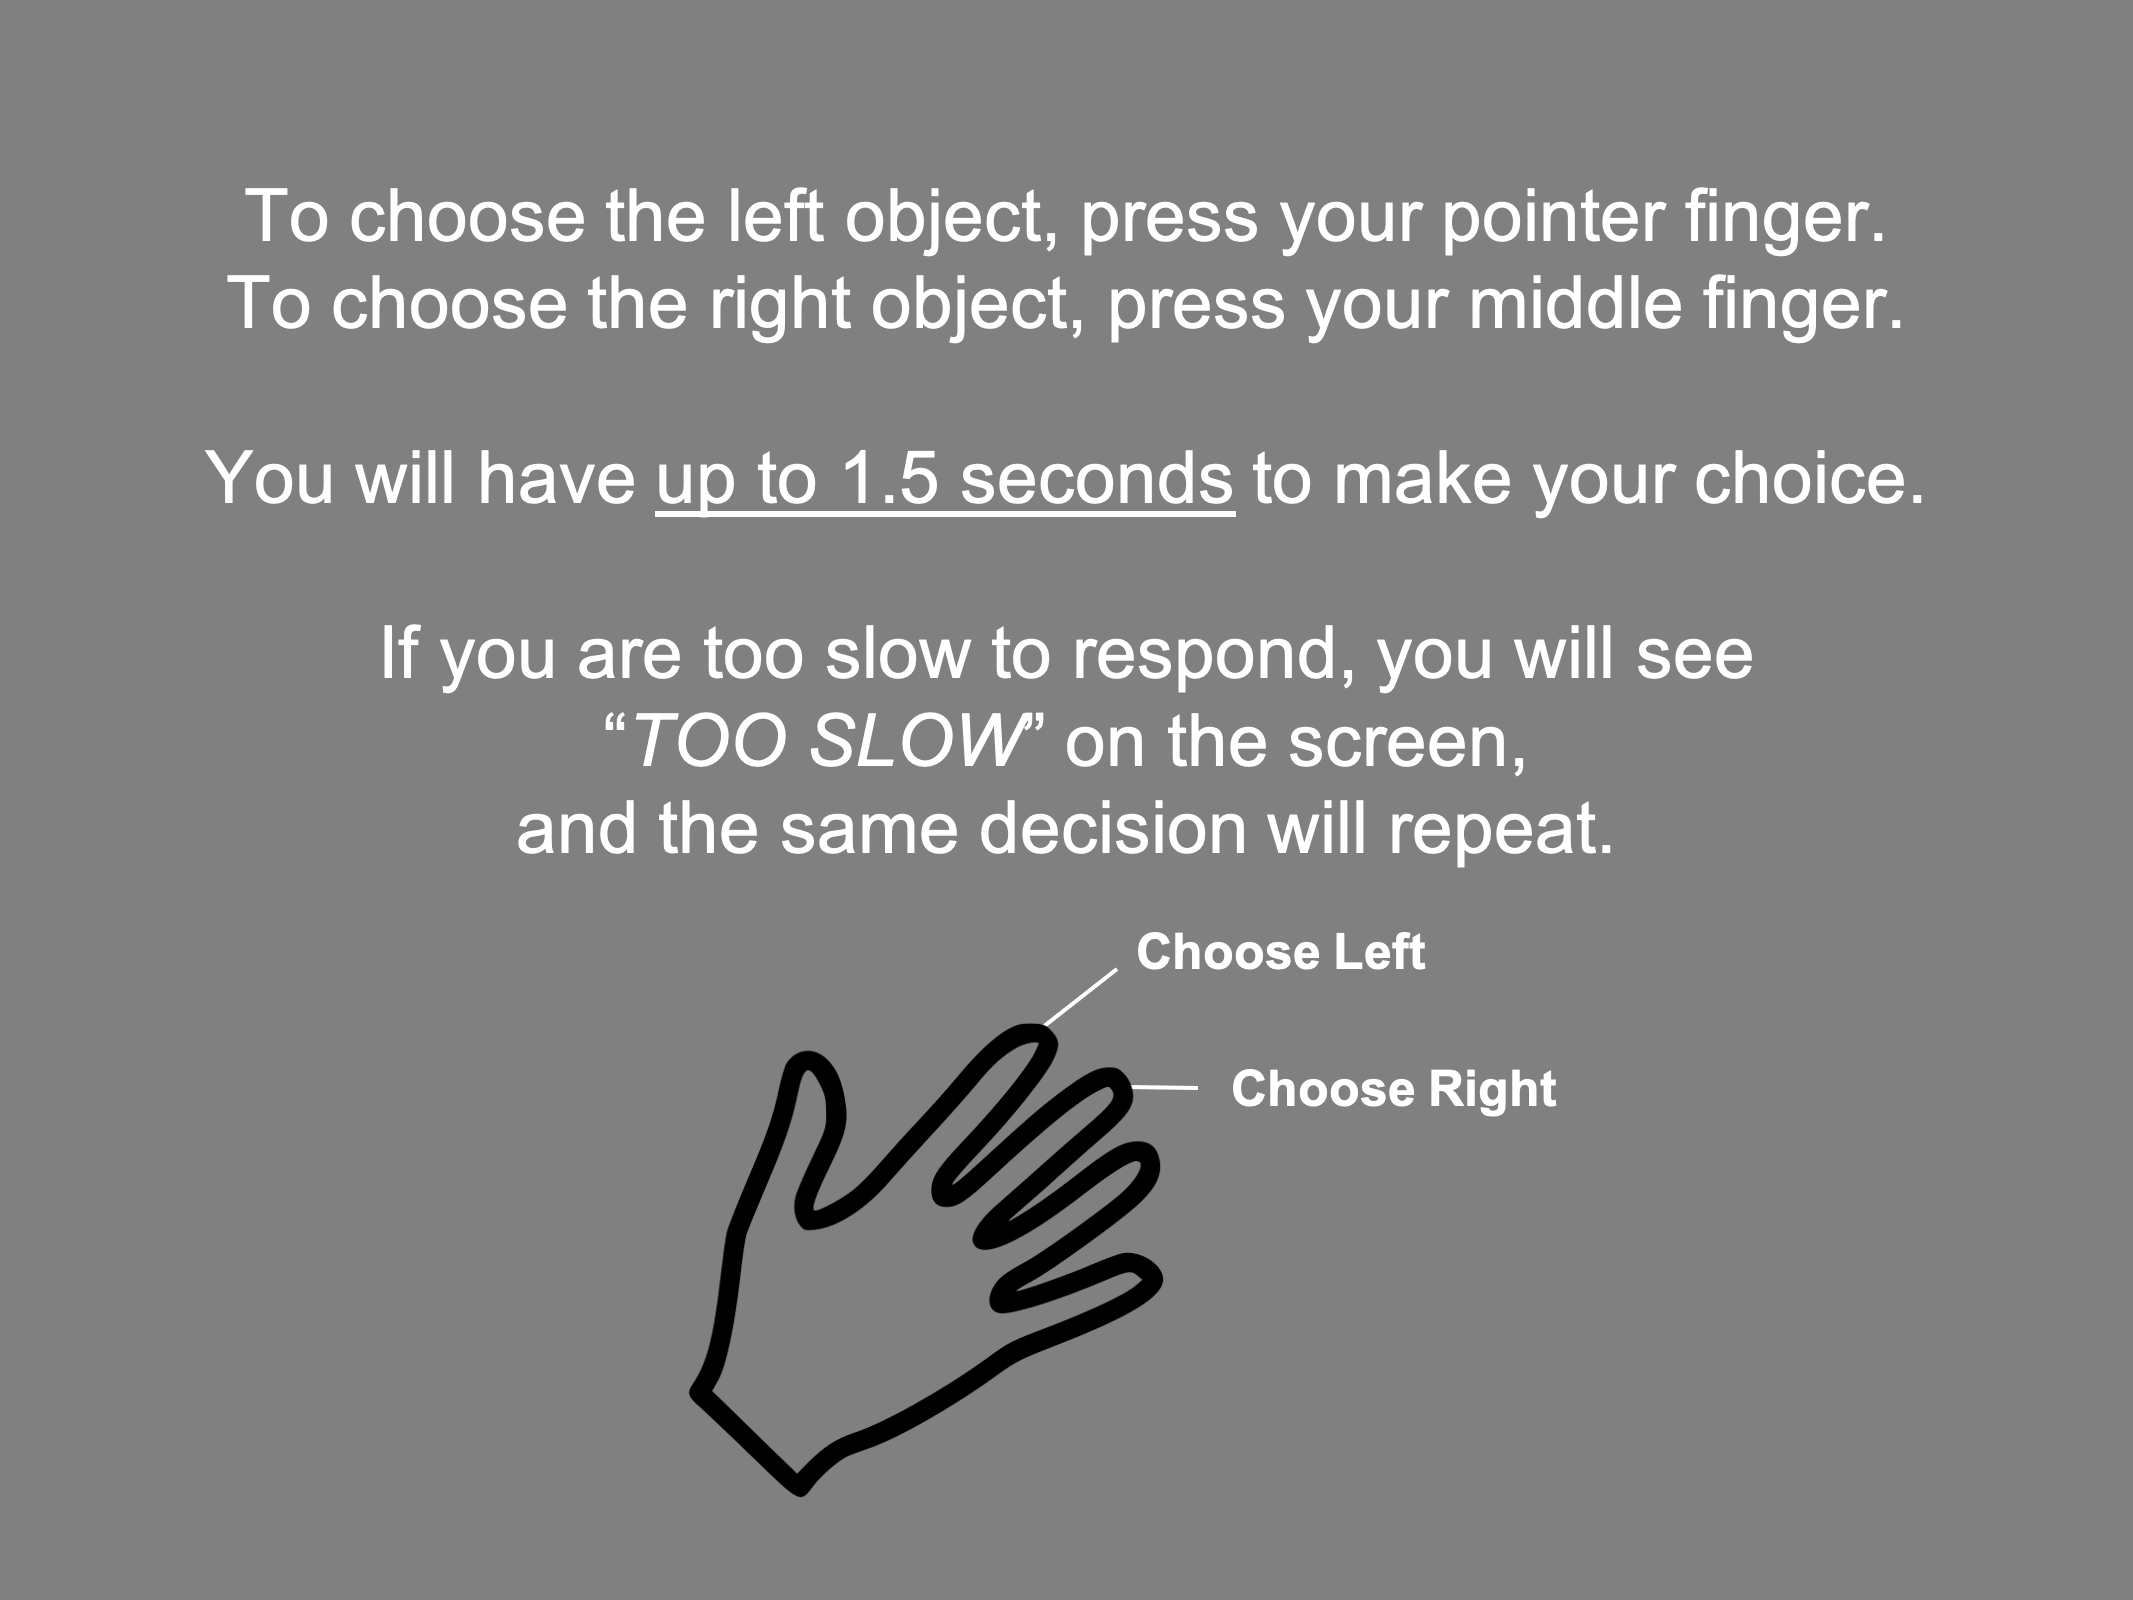 To choose the left object, press your pointer finger.
To choose the right object, press your middle finger.
You will have up to 1.5 seconds to make your choice.
If you are too slow to respond, you will see
“TOO SLOW” on the screen,
and the same decision will repeat.
Choose Left
Choose Right